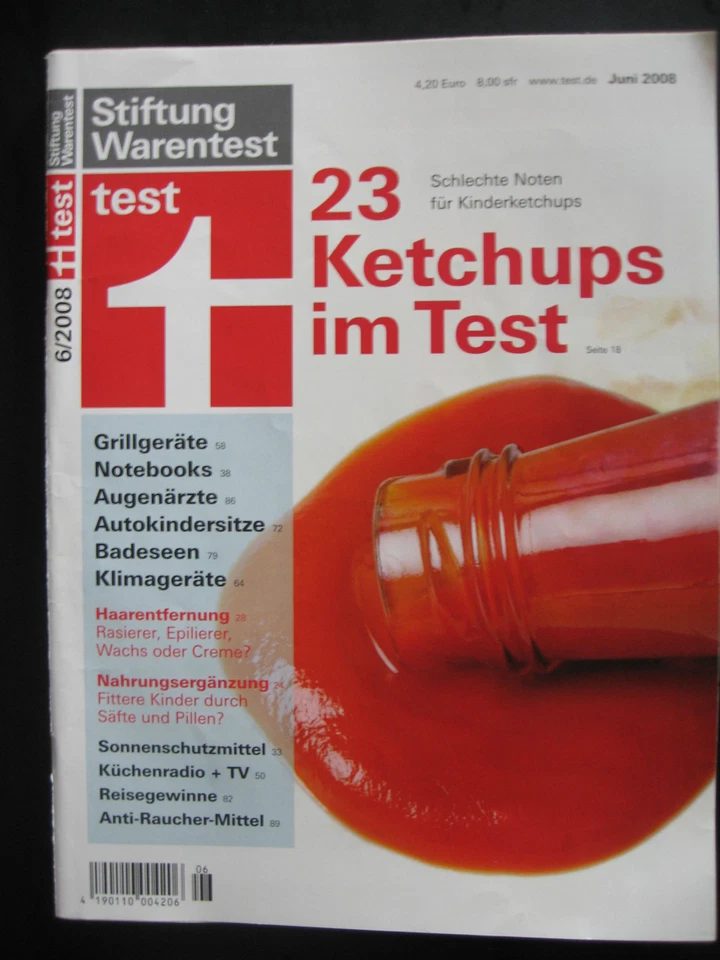 4,20 Euro 8,00 sfr www.test.de Juni 2008
Stiftung
Warentest
test
6/2008
Stiftung
Warentest
test
23
Ketchups
im Test
Schlechte Noten
für Kinderketchups
Seite 18
Grillgeräte 58
Notebooks 38
Augenärzte 86
Autokindersitze 72
Badeseen 79
Klimageräte 64
Haarentfernung 28
Rasierer, Epilierer,
Wachs oder Creme?
Nahrungsergänzung
Fittere Kinder durch
Säfte und Pillen?
Sonnenschutzmittel 33
Küchenradio + TV 50
Reisegewinne 82
Anti-Raucher-Mittel 89
06
4 190110 004206